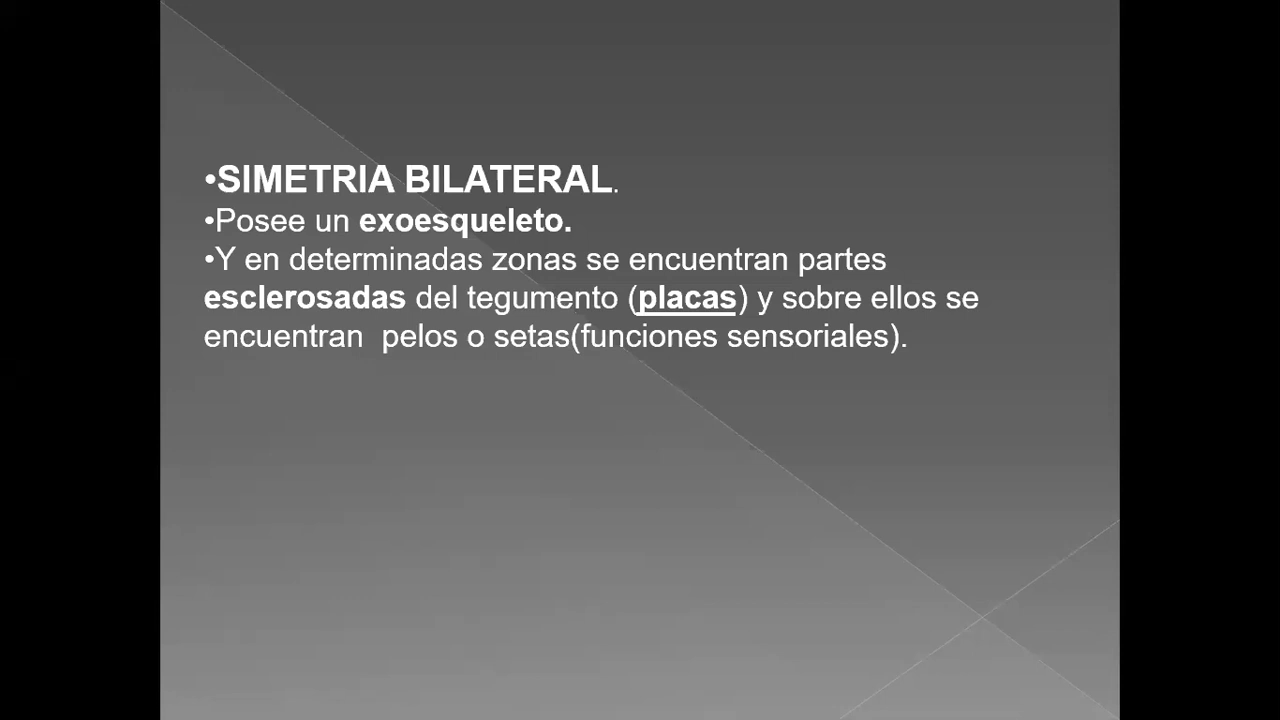 •SIMETRIA BILATERAL.
•Posee un exoesqueleto.
•Y en determinadas zonas se encuentran partes
esclerosadas del tegumento (placas) y sobre ellos se
encuentran  pelos o setas(funciones sensoriales).